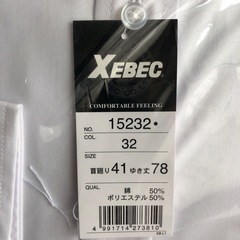 XEBEC
COMFORTABLE FEELING
NO. 15232•
COL. 32
SIZE 首廻り41 ゆき丈78
QUAL 綿 50%
ポリエステル 50%
4 991714 273810